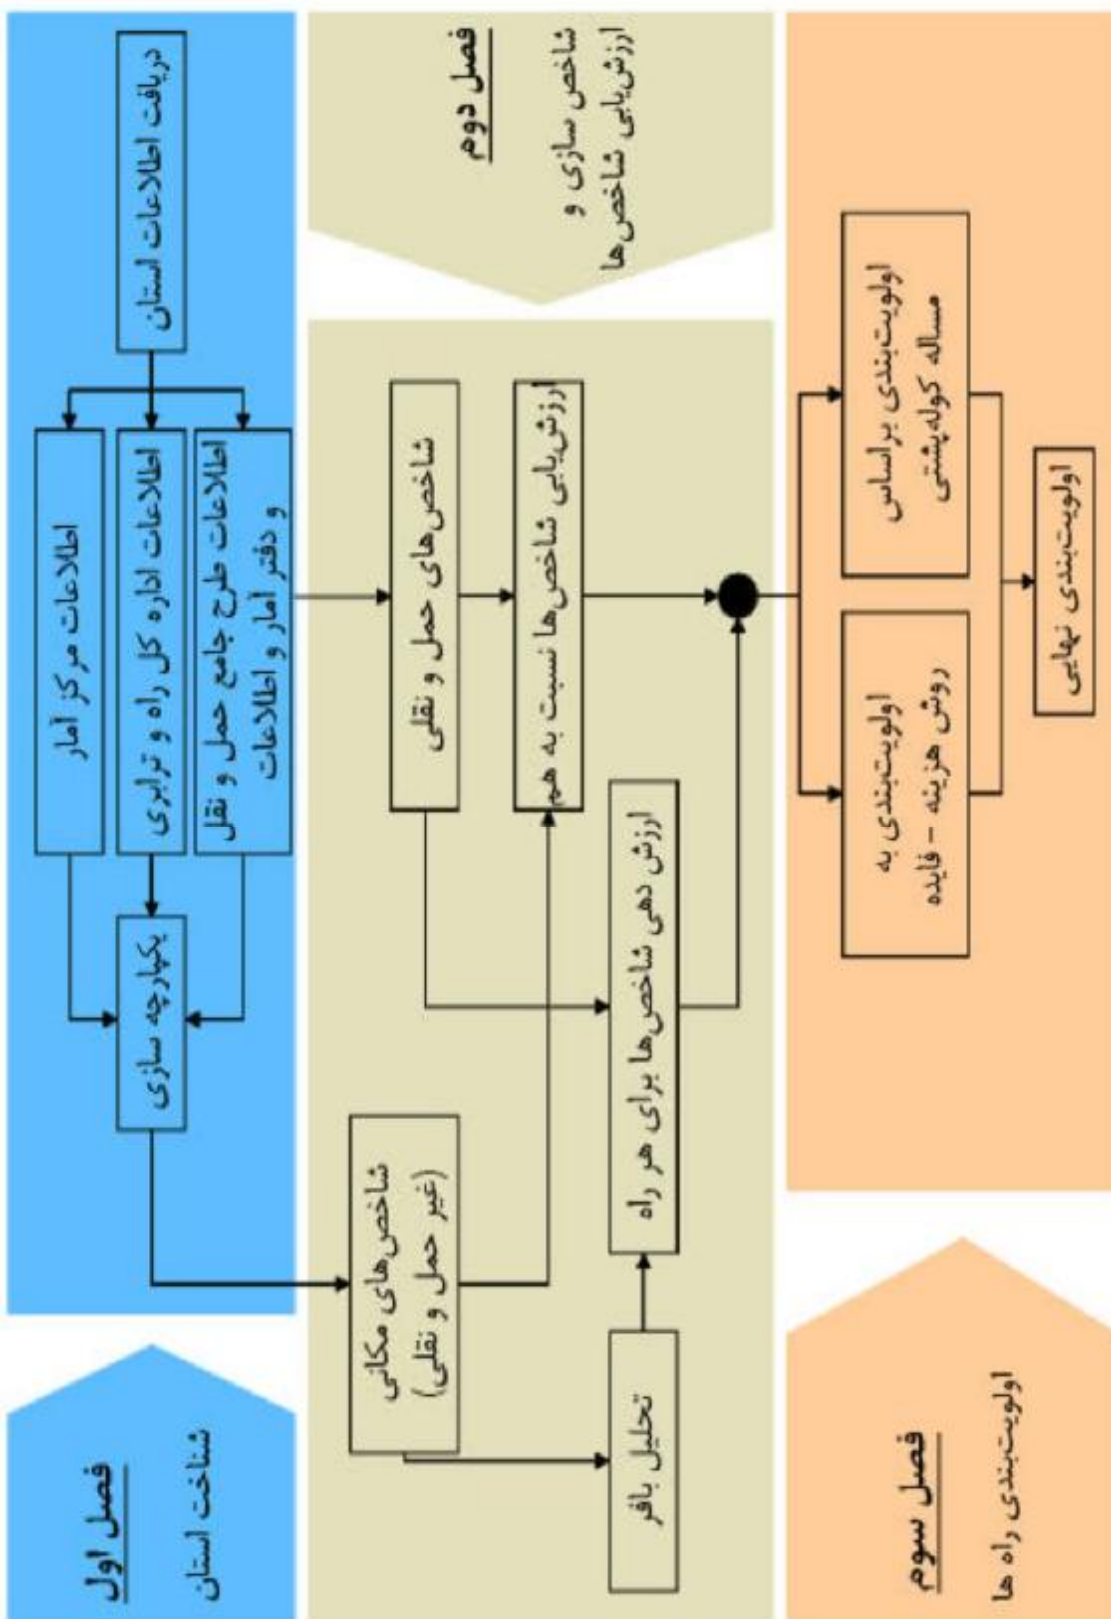 فصل اول
شناخت استان
دریافت اطلاعات استان
اطلاعات مرکز آمار
اطلاعات اداره کل راه و ترابری
اطلاعات طرح جامع حمل و نقل
و دفتر آمار و اطلاعات
یکپارچه سازی
فصل دوم
شاخص سازی و
ارزش‌یابی شاخص‌ها
شاخص‌های حمل و نقلی
شاخص‌های مکانی
(غیر حمل و نقلی)
ارزش‌یابی شاخص‌ها نسبت به هم
ارزش دهی شاخص‌ها برای هر راه
تحلیل بافر
فصل سوم
اولویت‌بندی راه ها
اولویت‌بندی براساس
مساله کوله‌پشتی
اولویت‌بندی به
روش هزینه - فایده
اولویت‌بندی نهایی